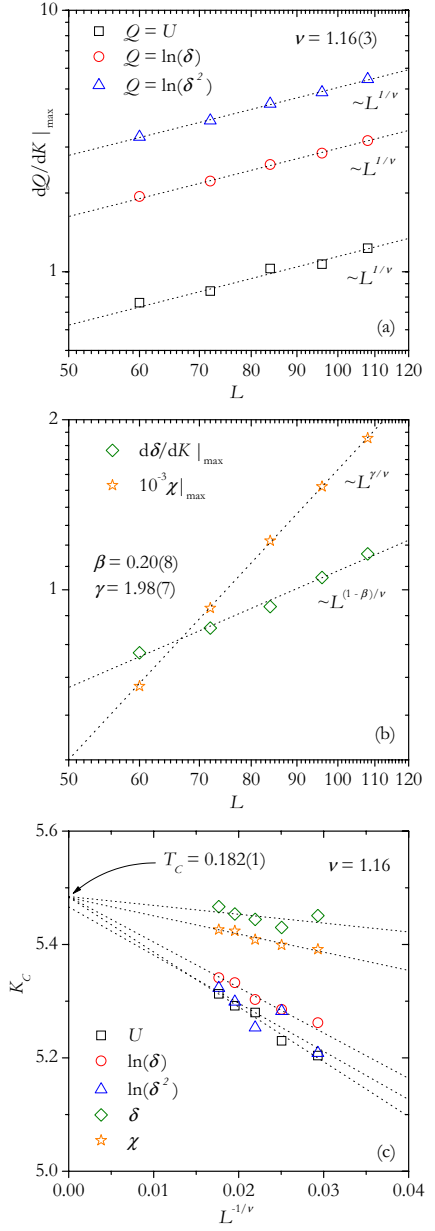 10
Q = U
ν = 1.16(3)
Q = ln(δ)
Q = ln(δ²)
~L^{1/ν}
~L^{1/ν}
dQ/dK |_max
1
~L^{1/ν}
(a)
50 60 70 80 90 100 110 120
L
2
dδ/dK |_max
10⁻³χ|_max
~L^{γ/ν}
β = 0.20(8)
γ = 1.98(7)
1
~L^{(1 - β)/ν}
(b)
50 60 70 80 90 100 110 120
L
5.6
T_C = 0.182(1)
ν = 1.16
5.4
K_C
5.2
U
ln(δ)
ln(δ²)
δ
χ
(c)
5.0
0.00 0.01 0.02 0.03 0.04
L^{-1/ν}